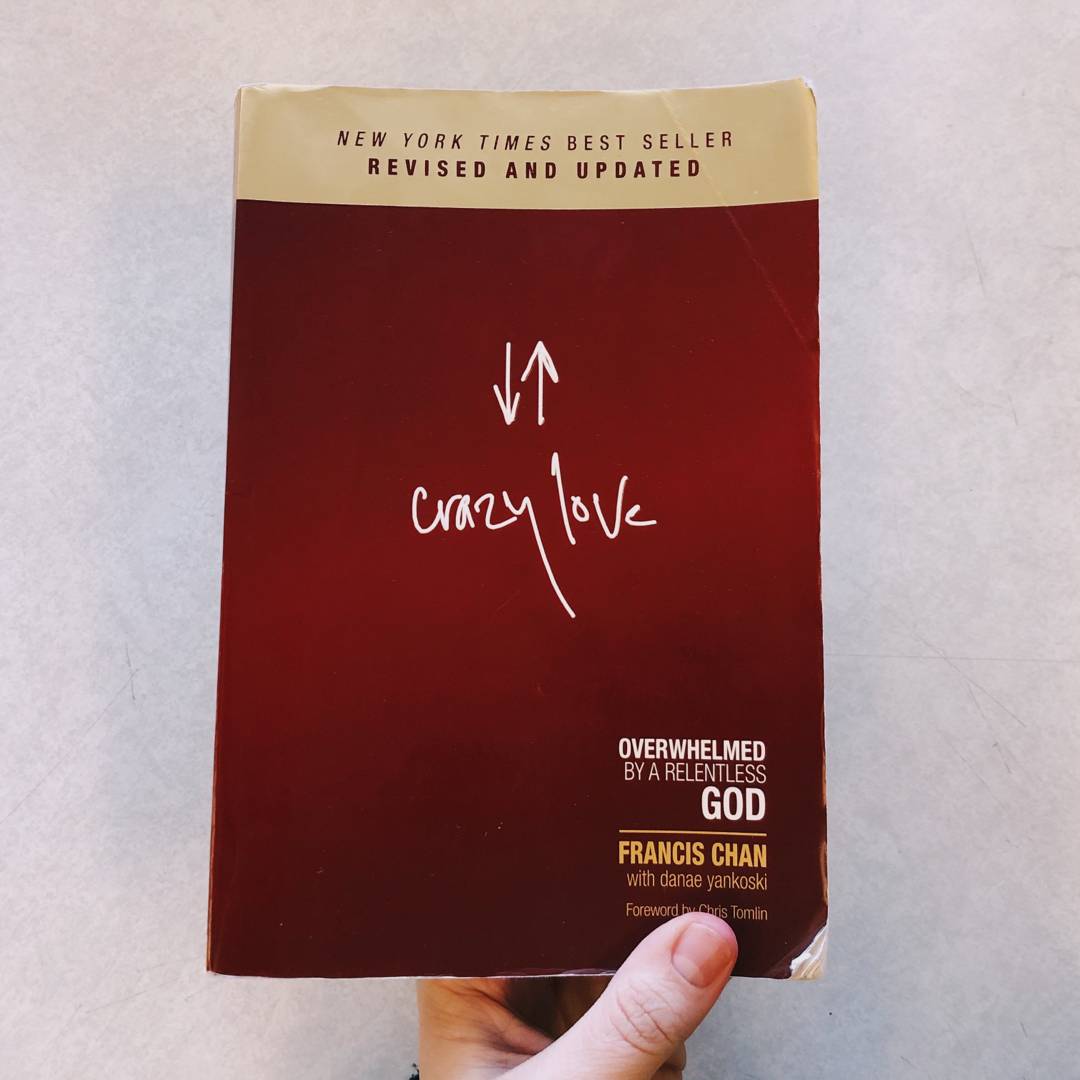 NEW YORK TIMES BEST SELLER
REVISED AND UPDATED
crazy love
OVERWHELMED
BY A RELENTLESS
GOD
FRANCIS CHAN
with danae yankoski
Foreword by Chris Tomlin